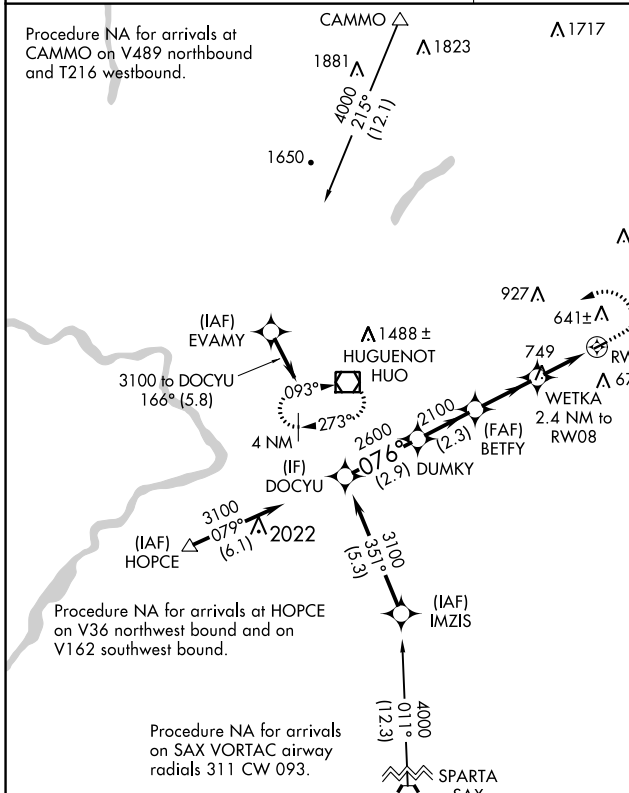 Procedure NA for arrivals at
CAMMO on V489 northbound
and T216 westbound.
CAMMO
1717
1823
1881
4000
215°
(12.1)
1650
927
641±
(IAF)
EVAMY
1488 ±
HUGUENOT
HUO
749
RW
3100 to DOCYU
166° (5.8)
093°
273°
4 NM
WETKA
2.4 NM to
RW08
67
2600
076°
(2.9)
2100
(2.3)
(FAF)
BETFY
DUMKY
(IF)
DOCYU
3100
079°
(6.1)
2022
(IAF)
HOPCE
3100
351°
(5.3)
(IAF)
IMZIS
Procedure NA for arrivals at HOPCE
on V36 northwest bound and on
V162 southwest bound.
4000
011°
(12.3)
Procedure NA for arrivals
on SAX VORTAC airway
radials 311 CW 093.
SPARTA
SAX